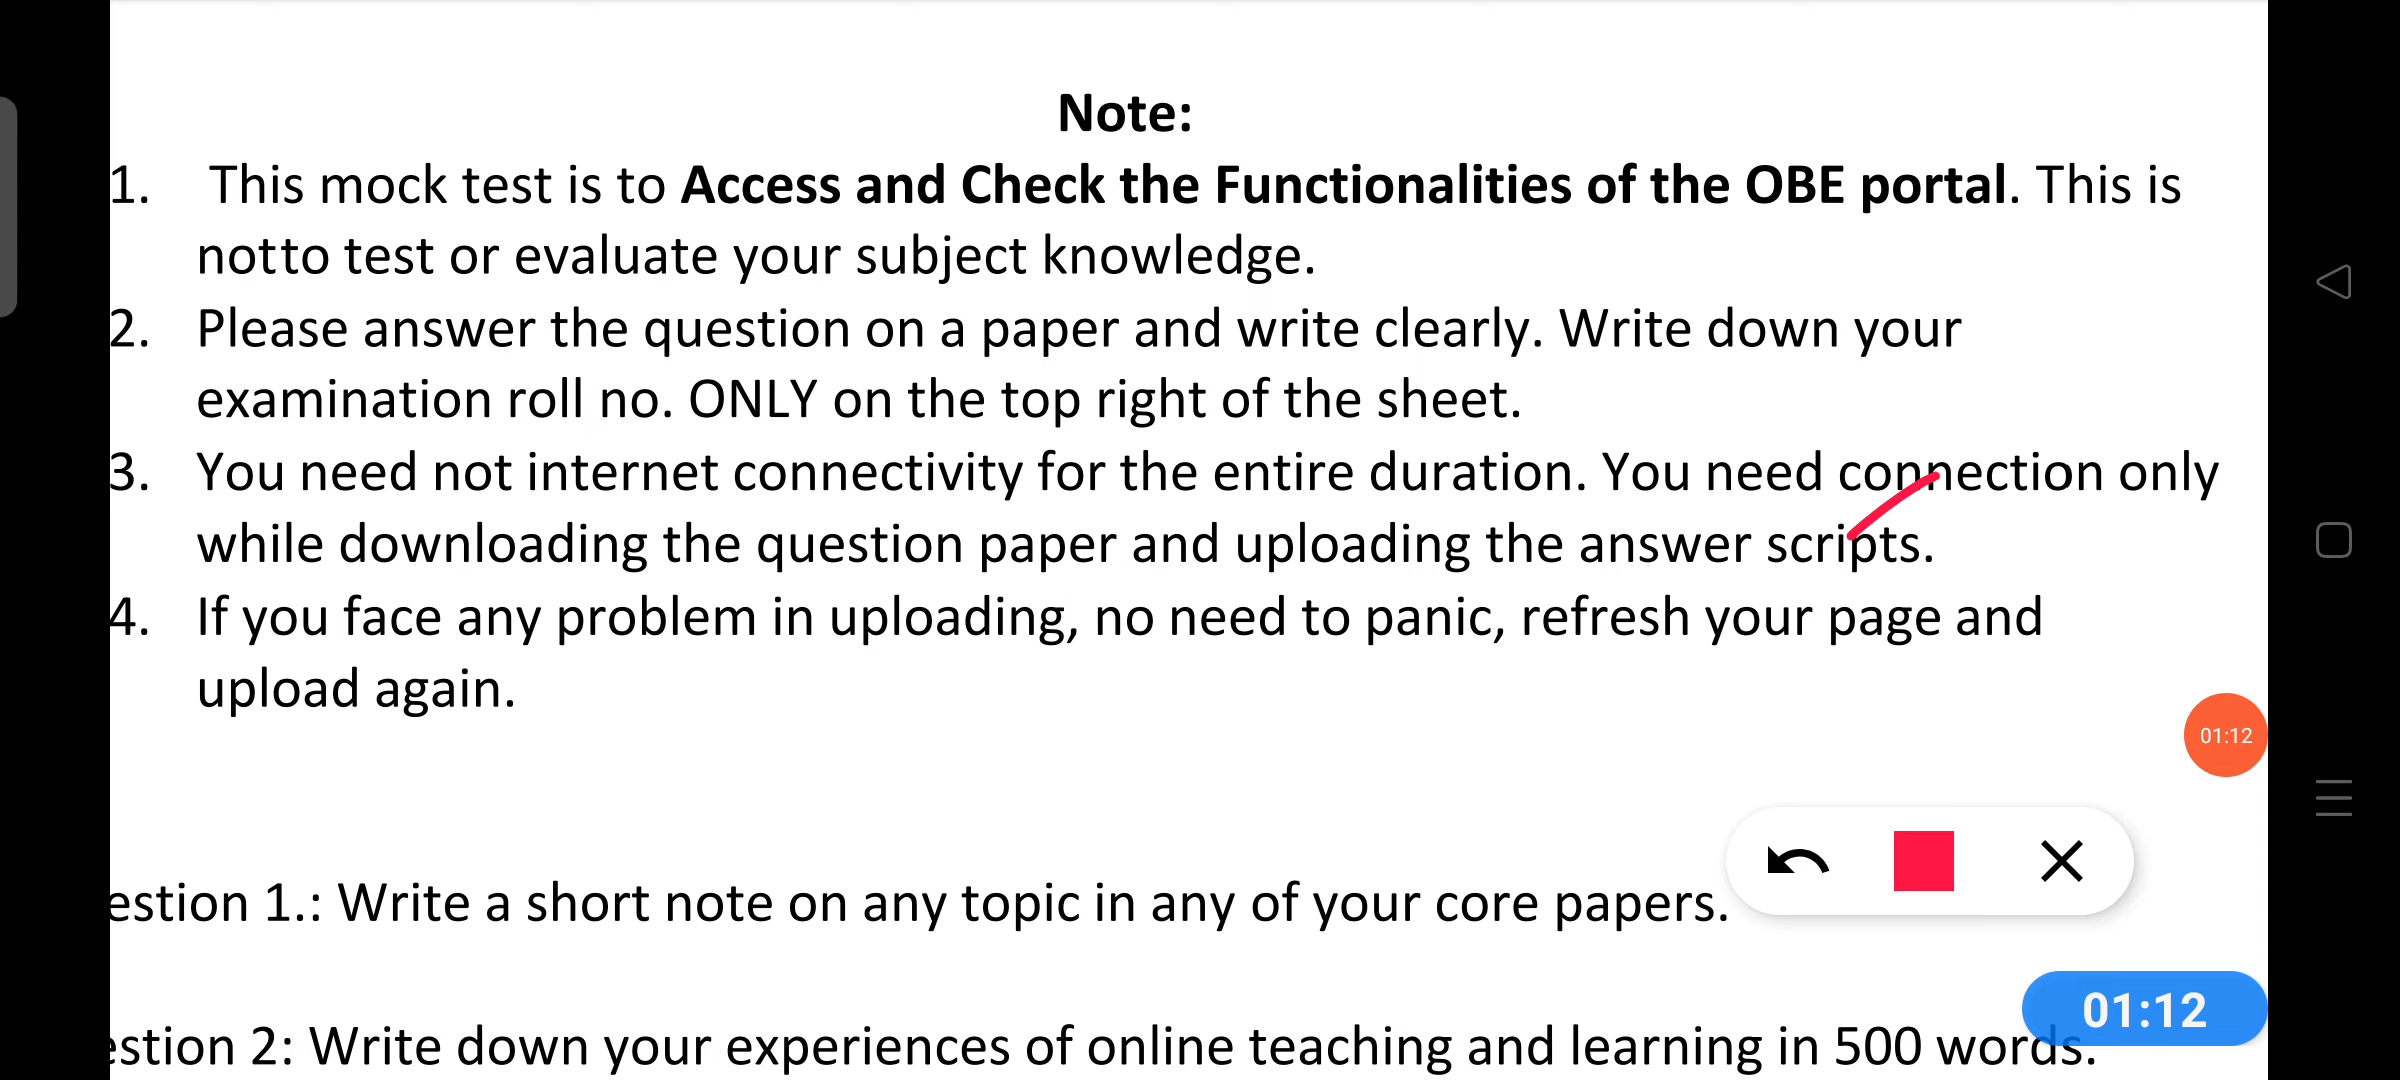 Note:
1. This mock test is to Access and Check the Functionalities of the OBE portal. This is
notto test or evaluate your subject knowledge.
2. Please answer the question on a paper and write clearly. Write down your
examination roll no. ONLY on the top right of the sheet.
3. You need not internet connectivity for the entire duration. You need connection only
while downloading the question paper and uploading the answer scripts.
4. If you face any problem in uploading, no need to panic, refresh your page and
upload again.
01:12
estion 1.: Write a short note on any topic in any of your core papers.
01:12
estion 2: Write down your experiences of online teaching and learning in 500 words.